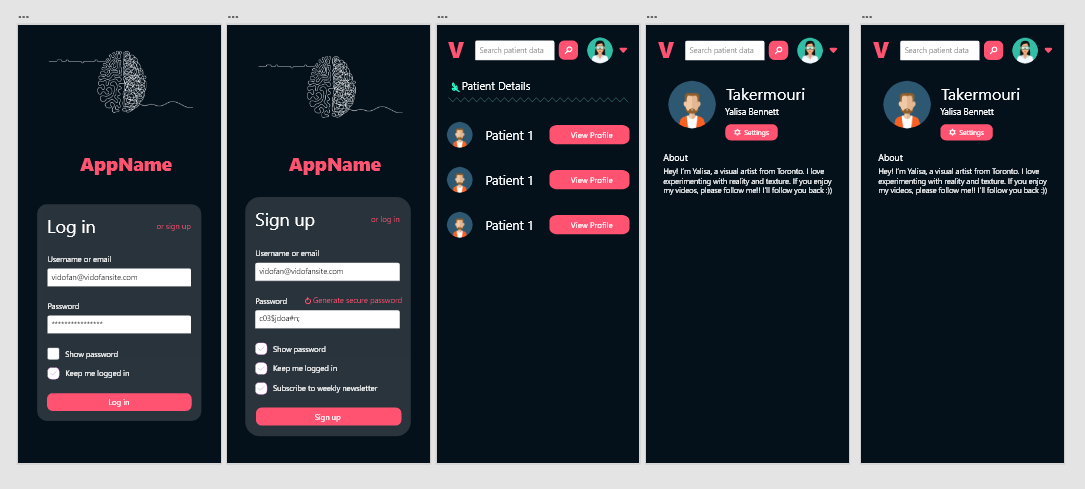 ...
AppName
Log in
or sign up
Username or email
vidofan@vidofansite.com
Password
****************
Show password
Keep me logged in
Log in
...
AppName
Sign up
or log in
Username or email
vidofan@vidofansite.com
Password
Generate secure password
c03$jdoa#n;
Show password
Keep me logged in
Subscribe to weekly newsletter
Sign up
...
V
Search patient data
Patient Details
Patient 1
View Profile
Patient 1
View Profile
Patient 1
View Profile
...
V
Search patient data
Takermouri
Yalisa Bennett
Settings
About
Hey! I'm Yalisa, a visual artist from Toronto. I love
experimenting with reality and texture. If you enjoy
my videos, please follow me!! I'll follow you back :))
...
V
Search patient data
Takermouri
Yalisa Bennett
Settings
About
Hey! I'm Yalisa, a visual artist from Toronto. I love
experimenting with reality and texture. If you enjoy
my videos, please follow me!! I'll follow you back :))